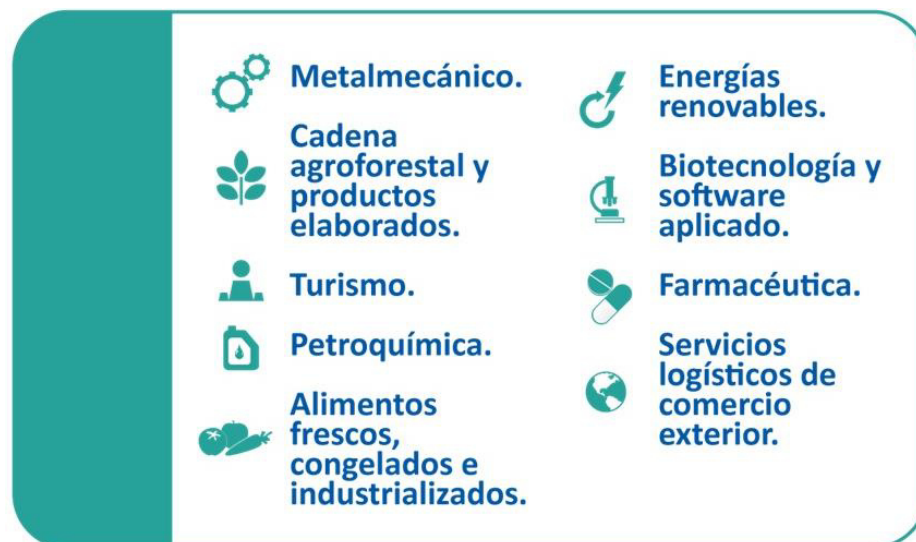 Metalmecánico.
Cadena
agroforestal y
productos
elaborados.
Turismo.
Petroquímica.
Alimentos
frescos,
congelados e
industrializados.
Energías
renovables.
Biotecnología y
software
aplicado.
Farmacéutica.
Servicios
logísticos de
comercio
exterior.